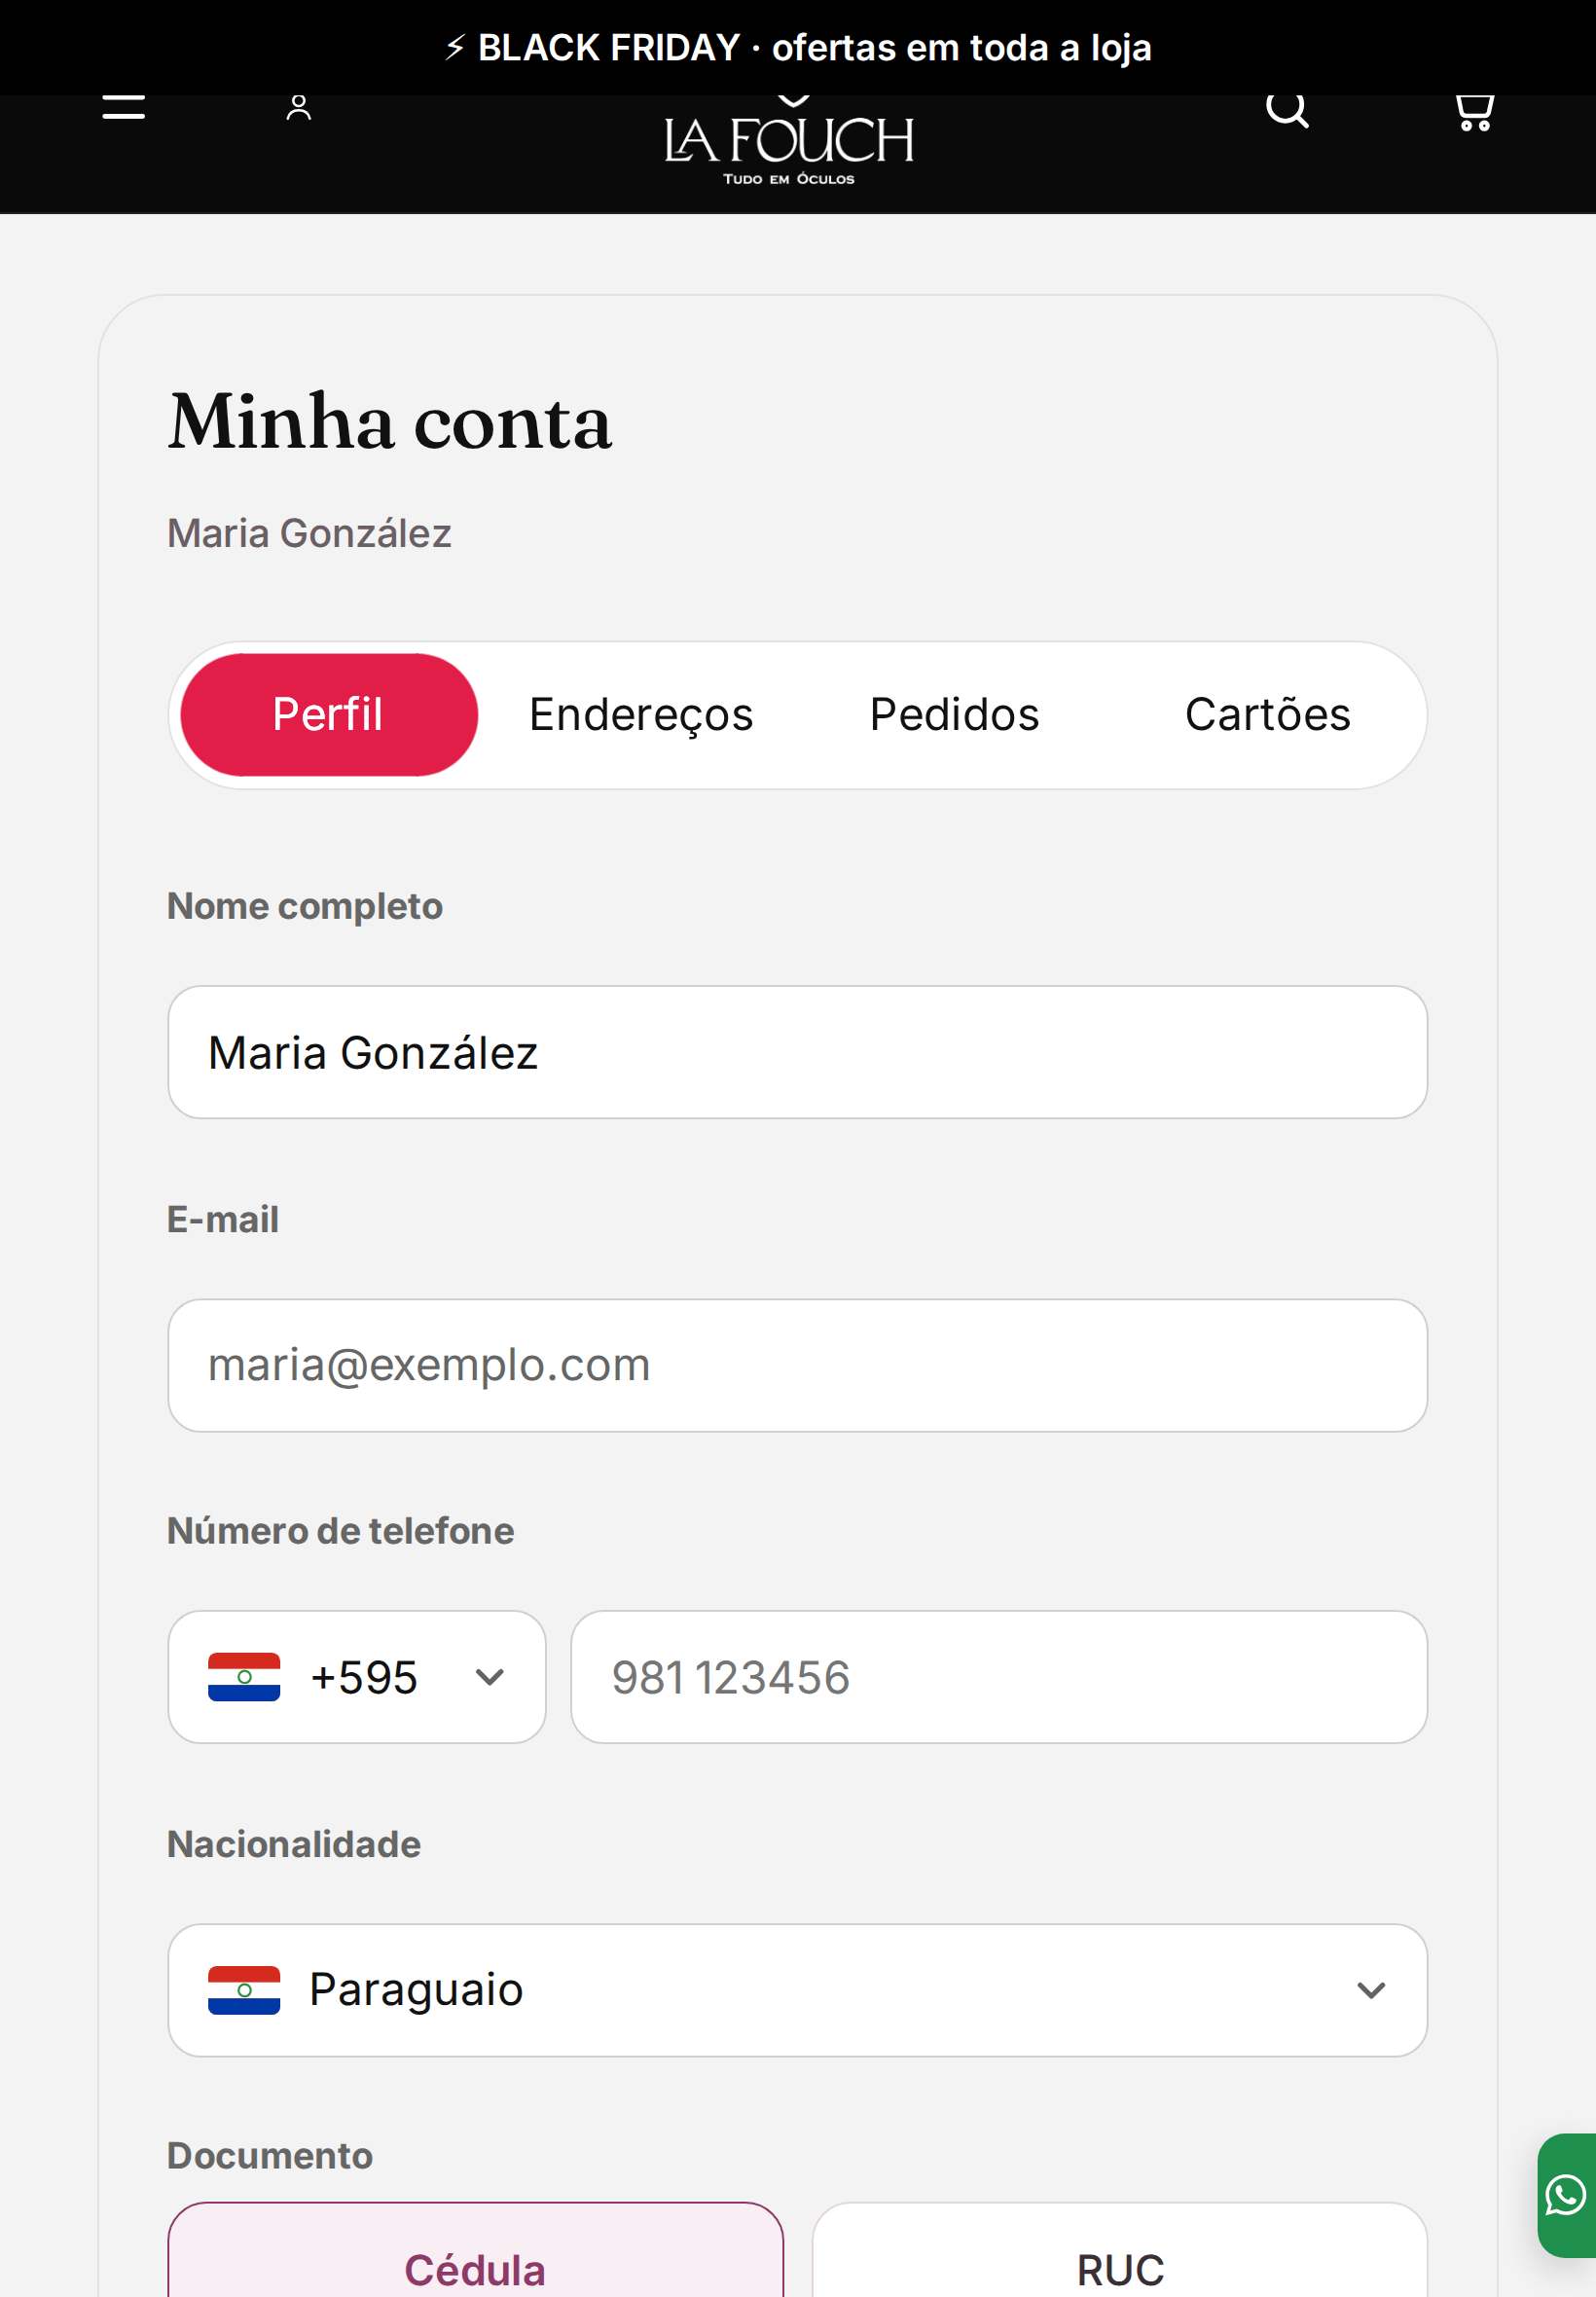 ⚡ BLACK FRIDAY · ofertas em toda a loja
LA FOUCH
Tudo em Óculos
Minha conta
Maria González
Perfil Endereços Pedidos Cartões
Nome completo
Maria González
E-mail
maria@exemplo.com
Número de telefone
+595 981 123456
Nacionalidade
Paraguaio
Documento
Cédula RUC